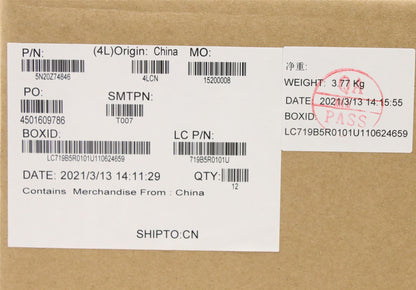 P/N: (4L)Origin: China MO:
5N20Z74646 4LCN 15200008
PO: SMTPN:
4501609786 T007
BOXID: LC P/N:
LC719B5R0101U110624659 719B5R0101U
DATE: 2021/3/13 14:11:29 QTY:
12
Contains Merchandise From : China
SHIPTO:CN
净重:
WEIGHT: 3.77 Kg
DATE: 2021/3/13 14:15:55
BOXID:
LC719B5R0101U110624659
QA
PASS